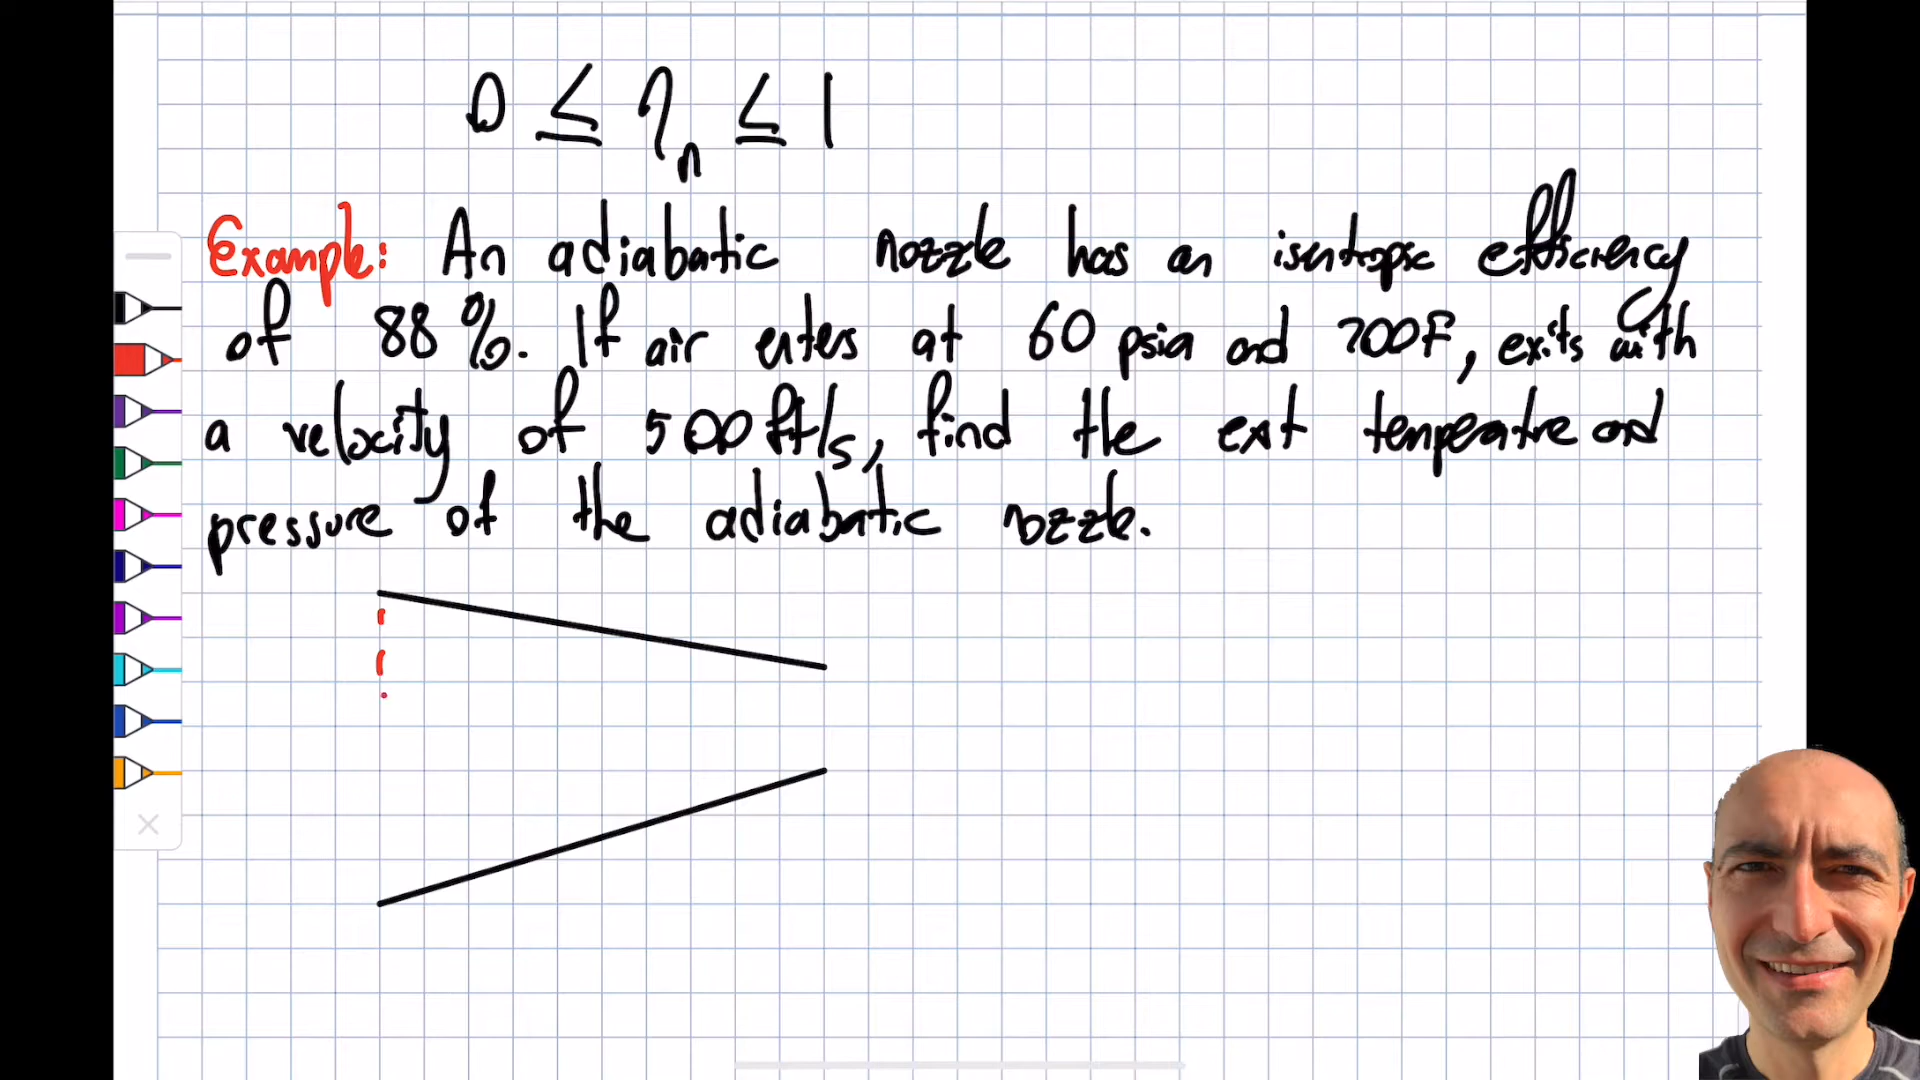 0 ≤ η_n ≤ 1
Example: An adiabatic nozzle has an isentropic efficiency
of 88%. If air enters at 60 psia and 700F, exits with
a velocity of 500 ft/s, find the exit temperature and
pressure of the adiabatic nozzle.